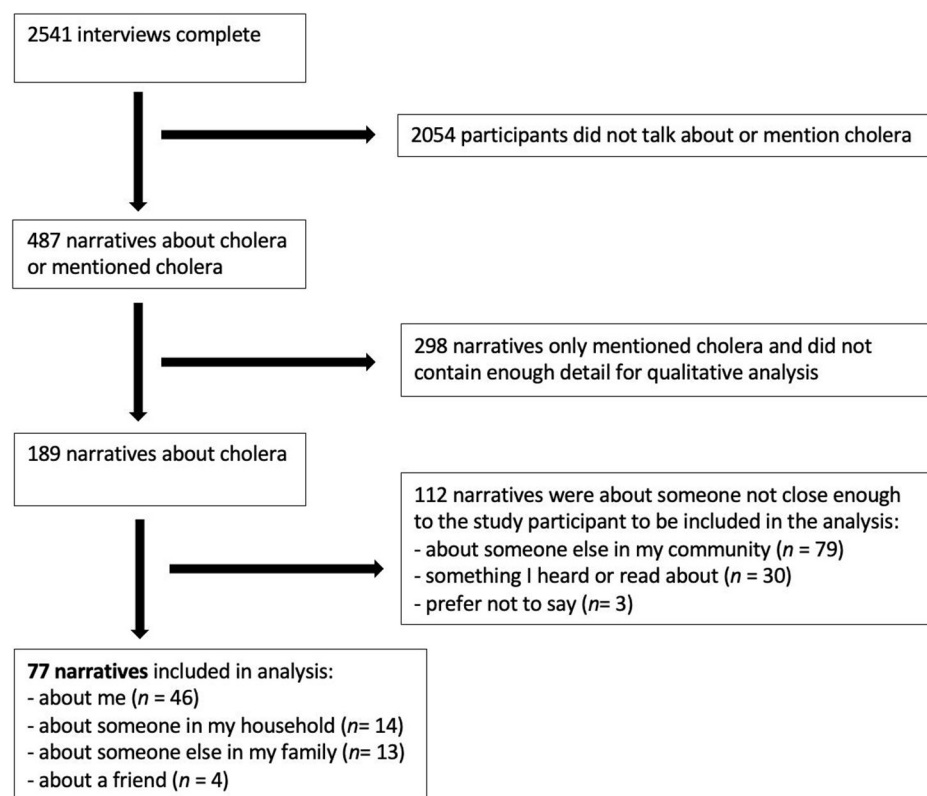 2541 interviews complete
2054 participants did not talk about or mention cholera
487 narratives about cholera
or mentioned cholera
298 narratives only mentioned cholera and did not
contain enough detail for qualitative analysis
189 narratives about cholera
112 narratives were about someone not close enough
to the study participant to be included in the analysis:
- about someone else in my community (n = 79)
- something I heard or read about (n = 30)
- prefer not to say (n= 3)
77 narratives included in analysis:
- about me (n = 46)
- about someone in my household (n= 14)
- about someone else in my family (n= 13)
- about a friend (n = 4)